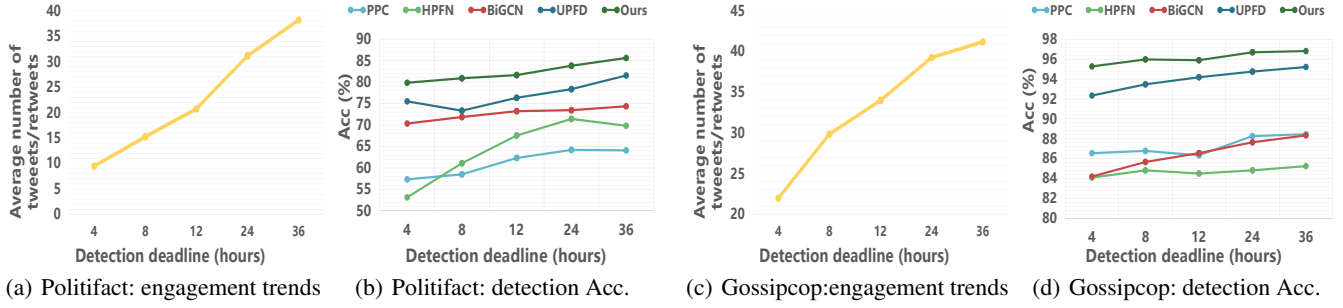 Average number of
tweeets/retweets
40
35
30
25
20
15
10
5
0
4 8 12 24 36
Detection deadline (hours)
(a) Politifact: engagement trends
PPC HPFN BiGCN UPFD Ours
Acc (%)
90
85
80
75
70
65
60
55
50
4 8 12 24 36
Detection deadline (hours)
(b) Politifact: detection Acc.
Average number of
tweeets/retweets
45
40
35
30
25
20
4 8 12 24 36
Detection deadline (hours)
(c) Gossipcop:engagement trends
PPC HPFN BiGCN UPFD Ours
Acc (%)
98
96
94
92
90
88
86
84
82
80
4 8 12 24 36
Detection deadline (hours)
(d) Gossipcop: detection Acc.